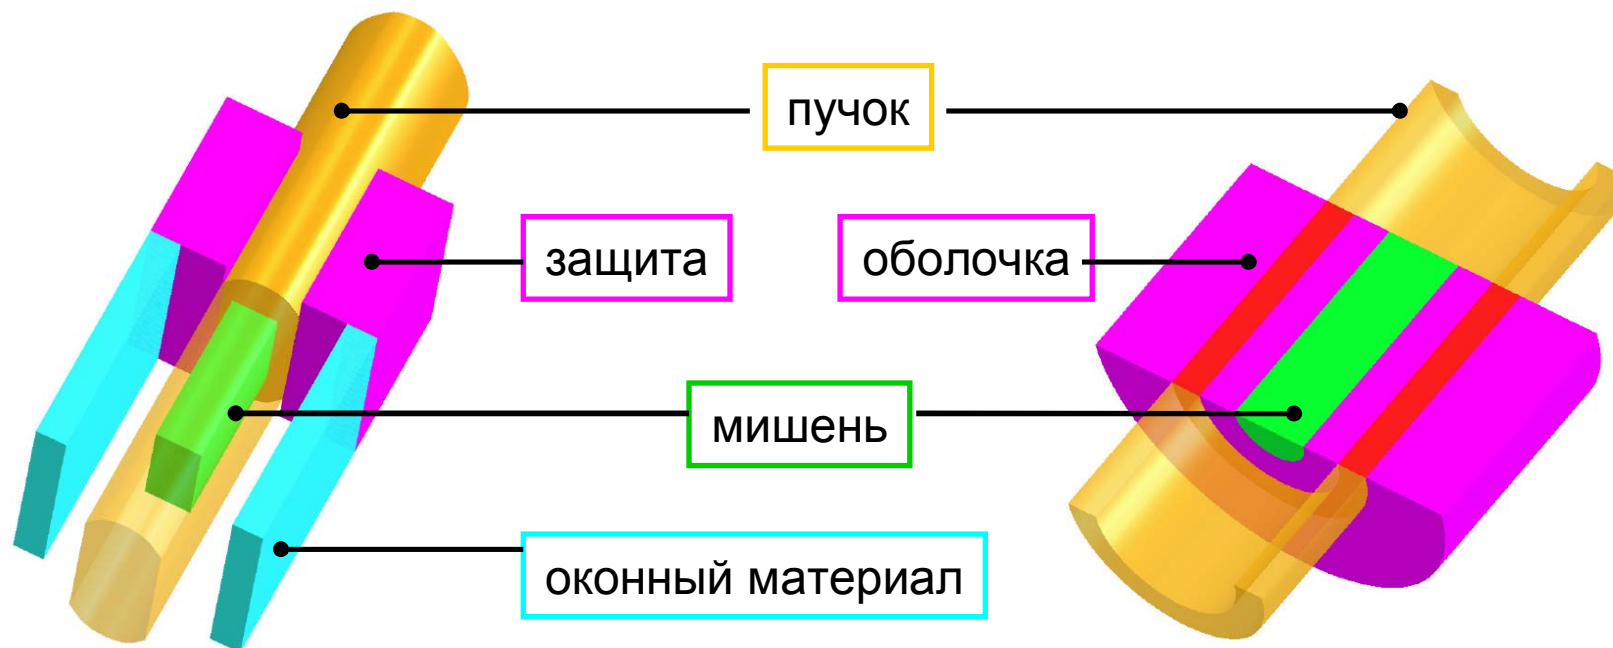 пучок
защита
оболочка
мишень
оконный материал